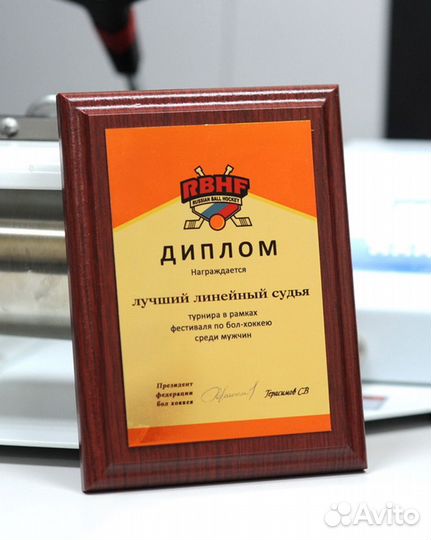 RBHF
RUSSIAN BALL HOCKEY
ДИПЛОМ
Награждается
лучший линейный судья
турнира в рамках
фестиваля по бол-хоккею
среди мужчин
Президент
федерации
бол хоккея
Герасимов С.В
Avito